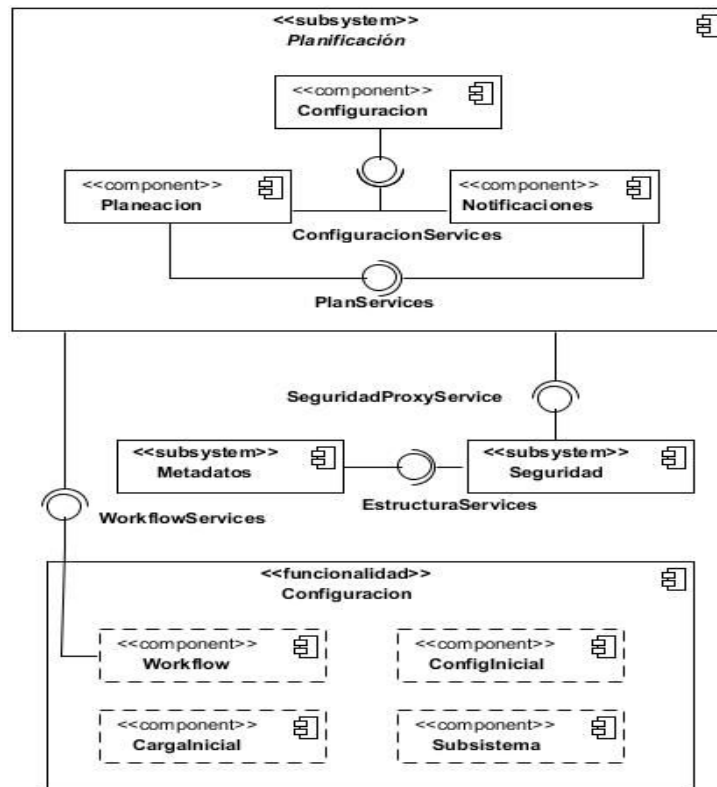 <<subsystem>>
Planificación
<<component>>
Configuracion
<<component>>
Planeacion
<<component>>
Notificaciones
ConfiguracionServices
PlanServices
SeguridadProxyService
<<subsystem>>
Metadatos
<<subsystem>>
Seguridad
EstructuraServices
WorkflowServices
<<funcionalidad>>
Configuracion
<<component>>
Workflow
<<component>>
ConfigInicial
<<component>>
CargaInicial
<<component>>
Subsistema